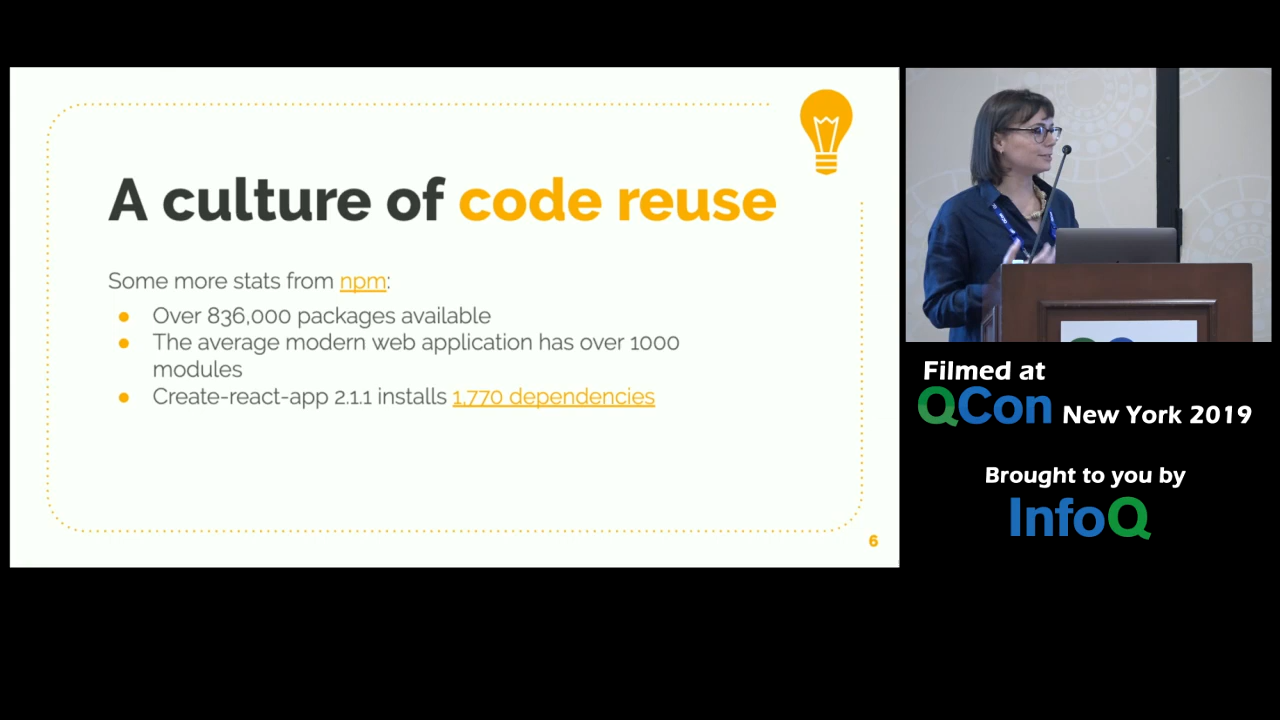 A culture of code reuse
Some more stats from npm:
● Over 836,000 packages available
● The average modern web application has over 1000
modules
● Create-react-app 2.1.1 installs 1,770 dependencies
6
Filmed at
QCon New York 2019
Brought to you by
InfoQ